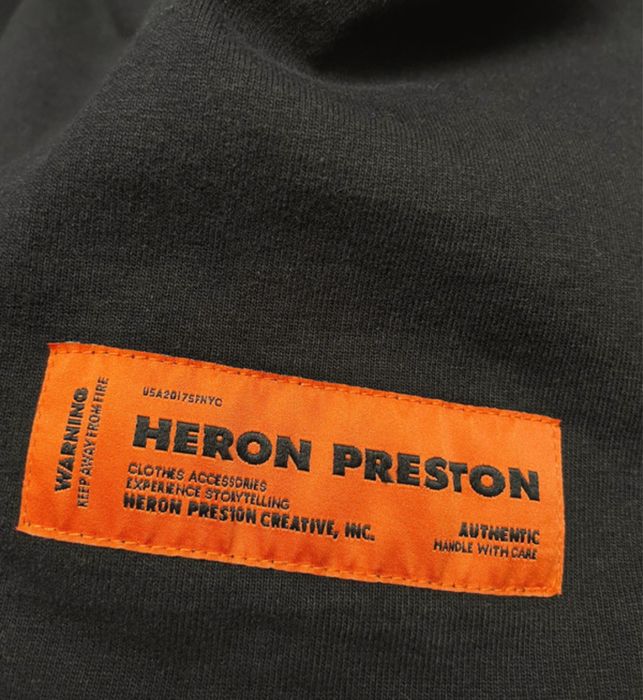 WARNING
KEEP AWAY FROM FIRE
USA2017SFNYC
HERON PRESTON
CLOTHES ACCESSORIES
EXPERIENCE STORYTELLING
HERON PRESTON CREATIVE, INC.
AUTHENTIC
HANDLE WITH CARE